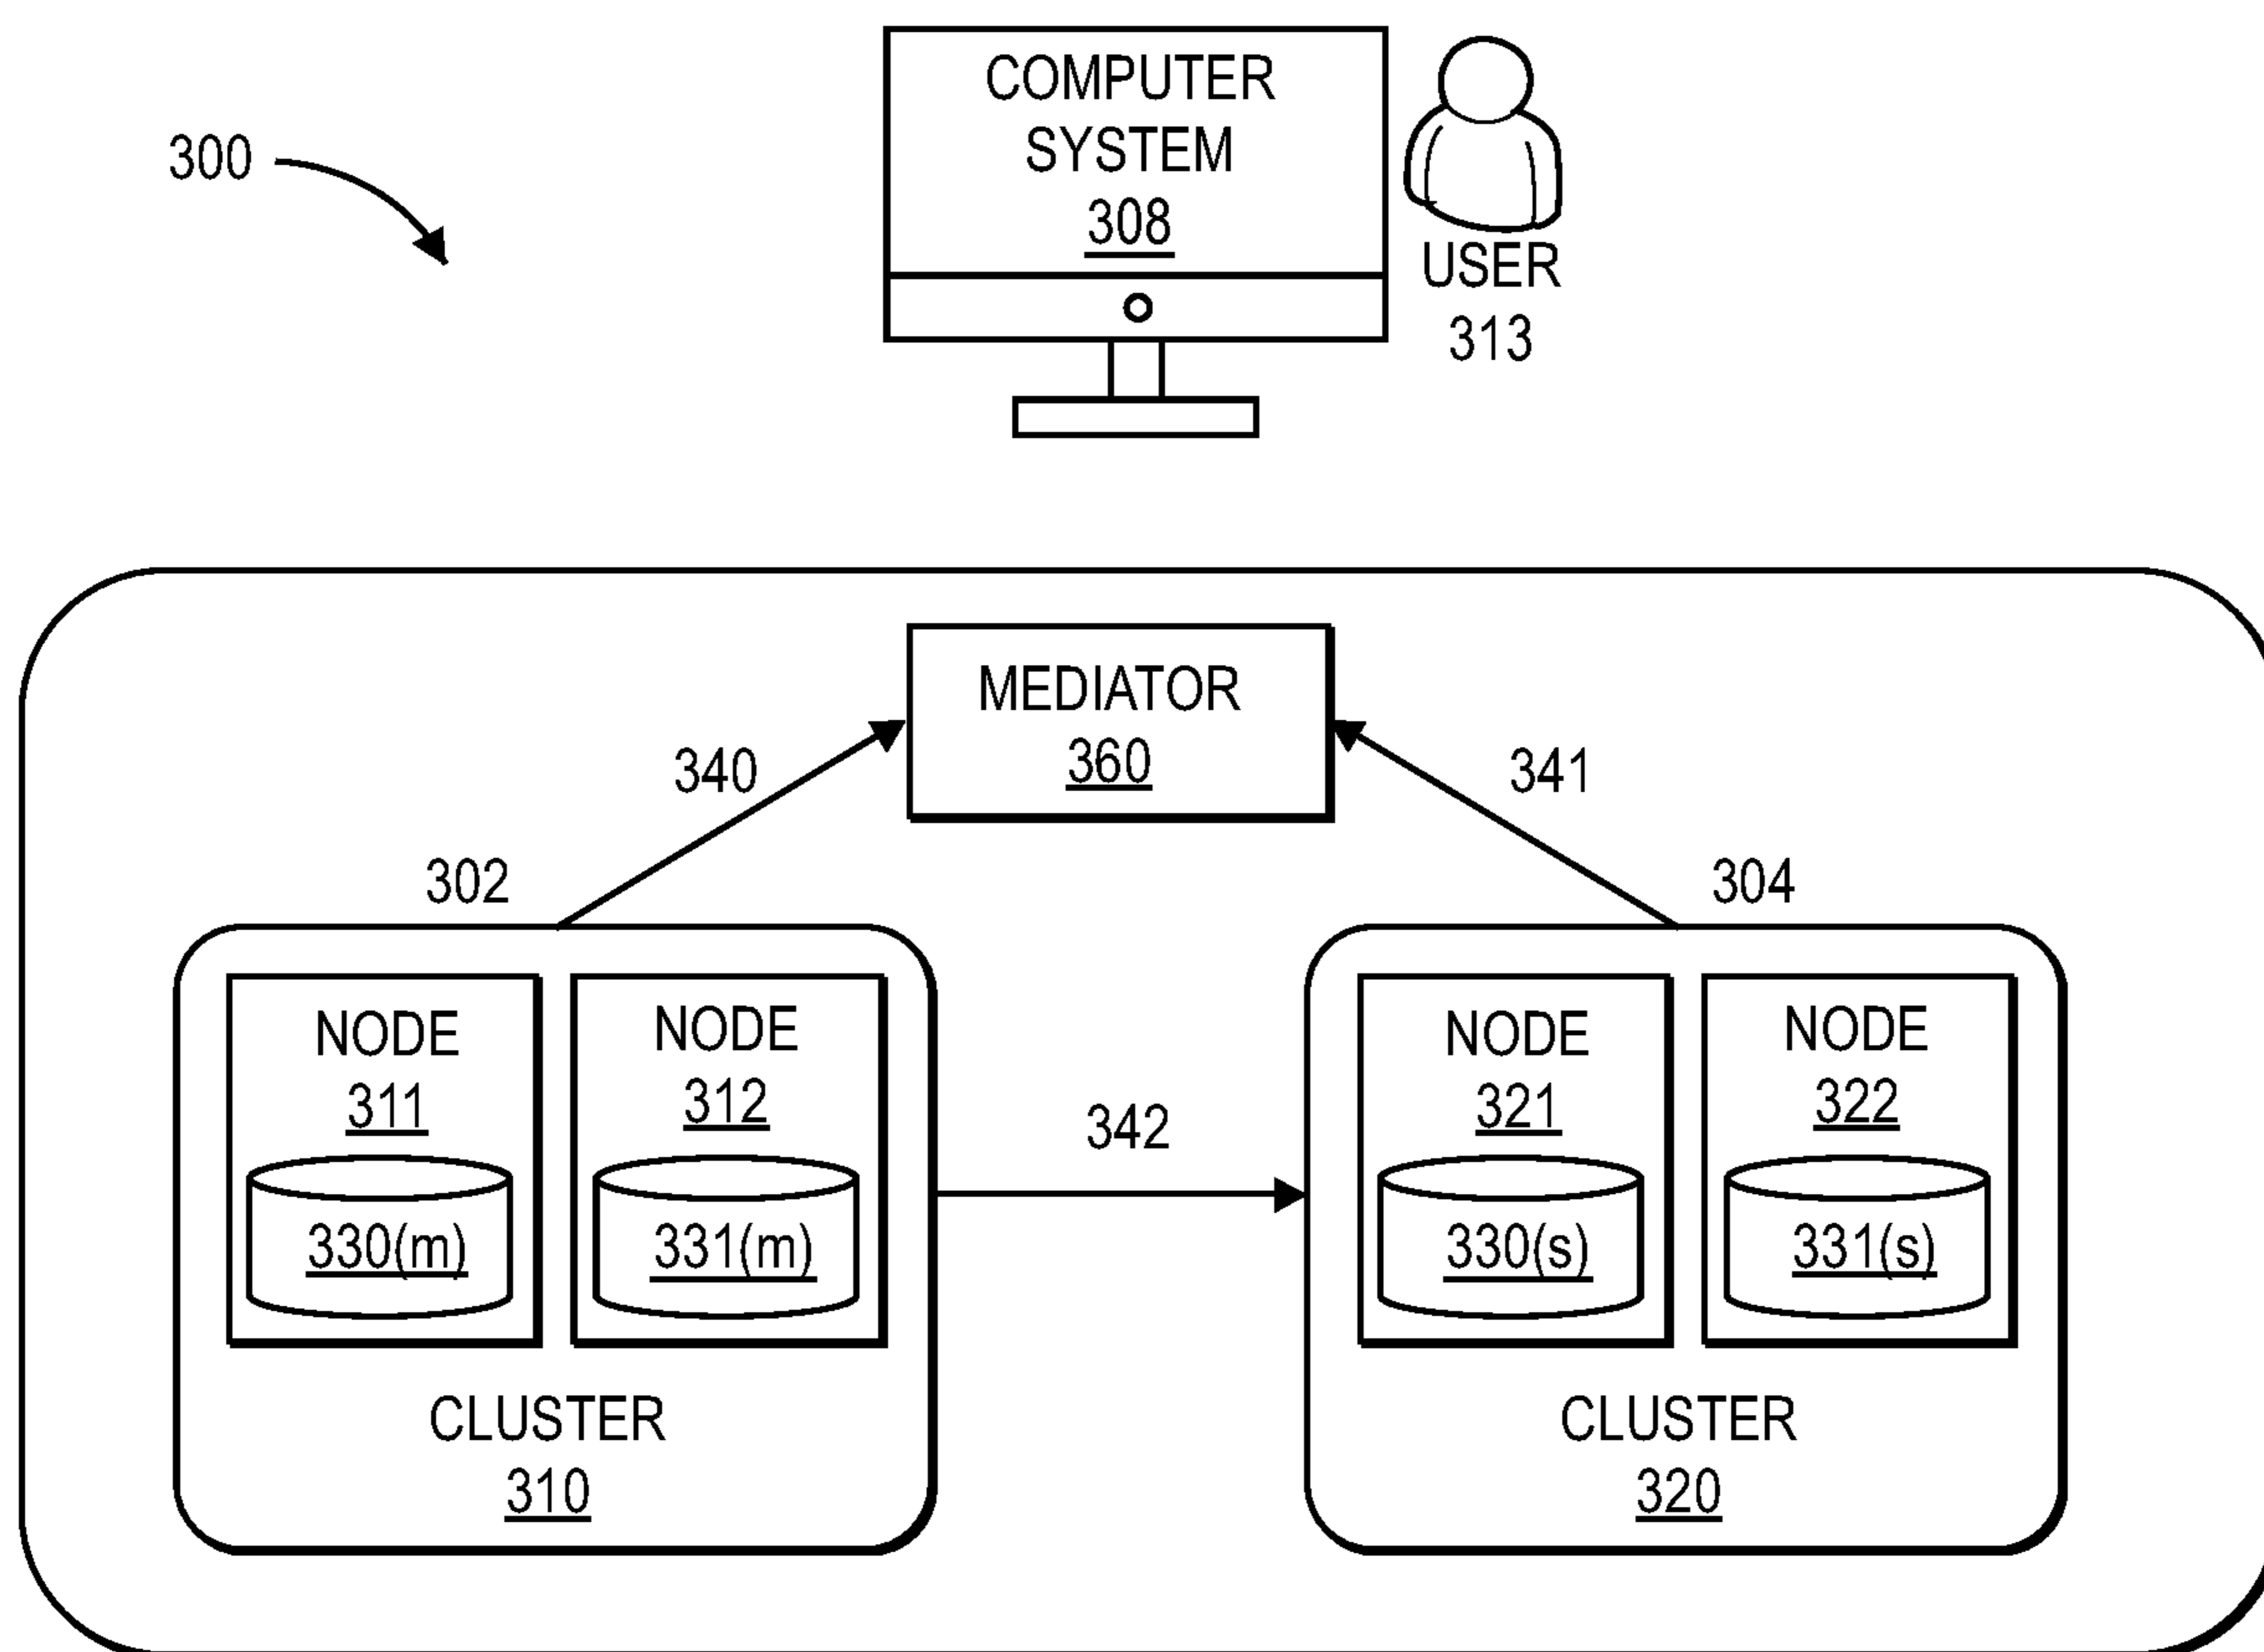 COMPUTER
SYSTEM
308
300
USER
313
MEDIATOR
360
340
341
302
304
NODE
311
330(m)
NODE
312
331(m)
CLUSTER
310
342
NODE
321
330(s)
NODE
322
331(s)
CLUSTER
320